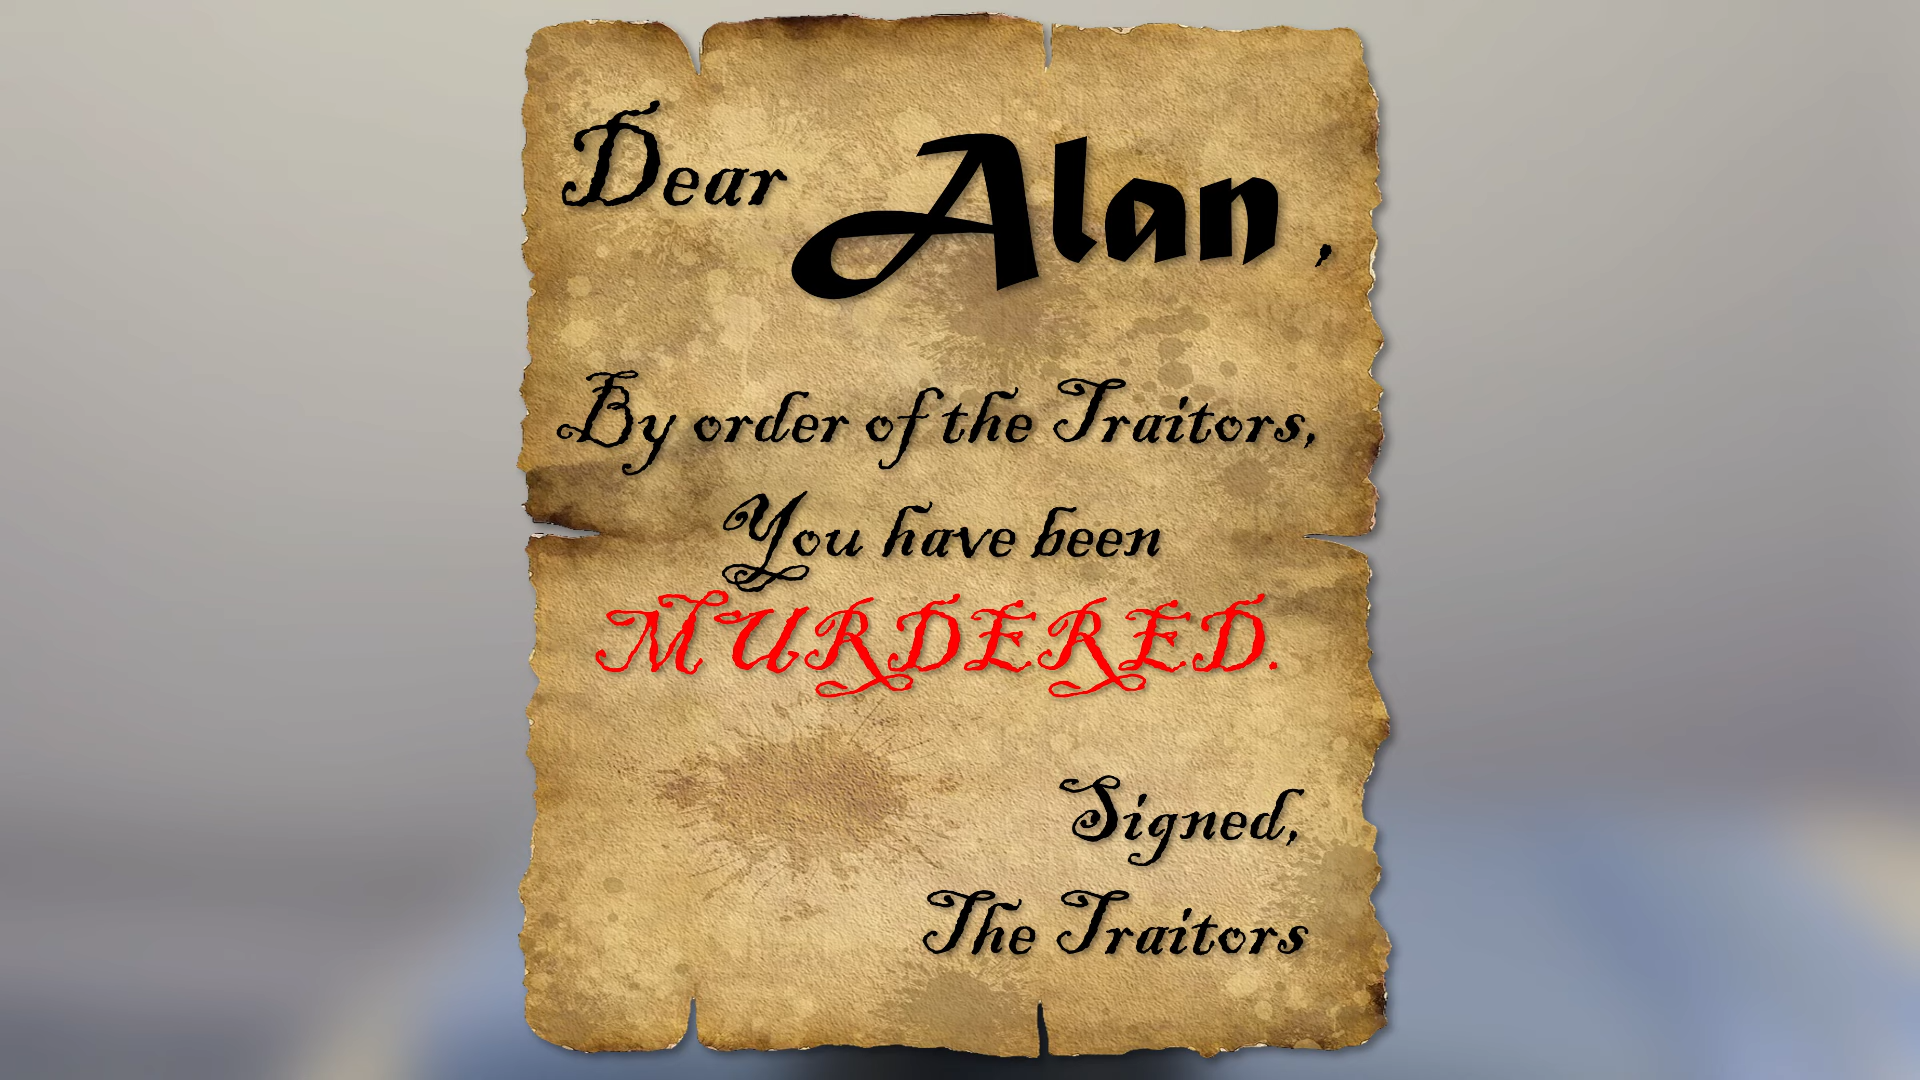 Dear Alan,
By order of the Traitors,
You have been
MURDERED.
Signed,
The Traitors